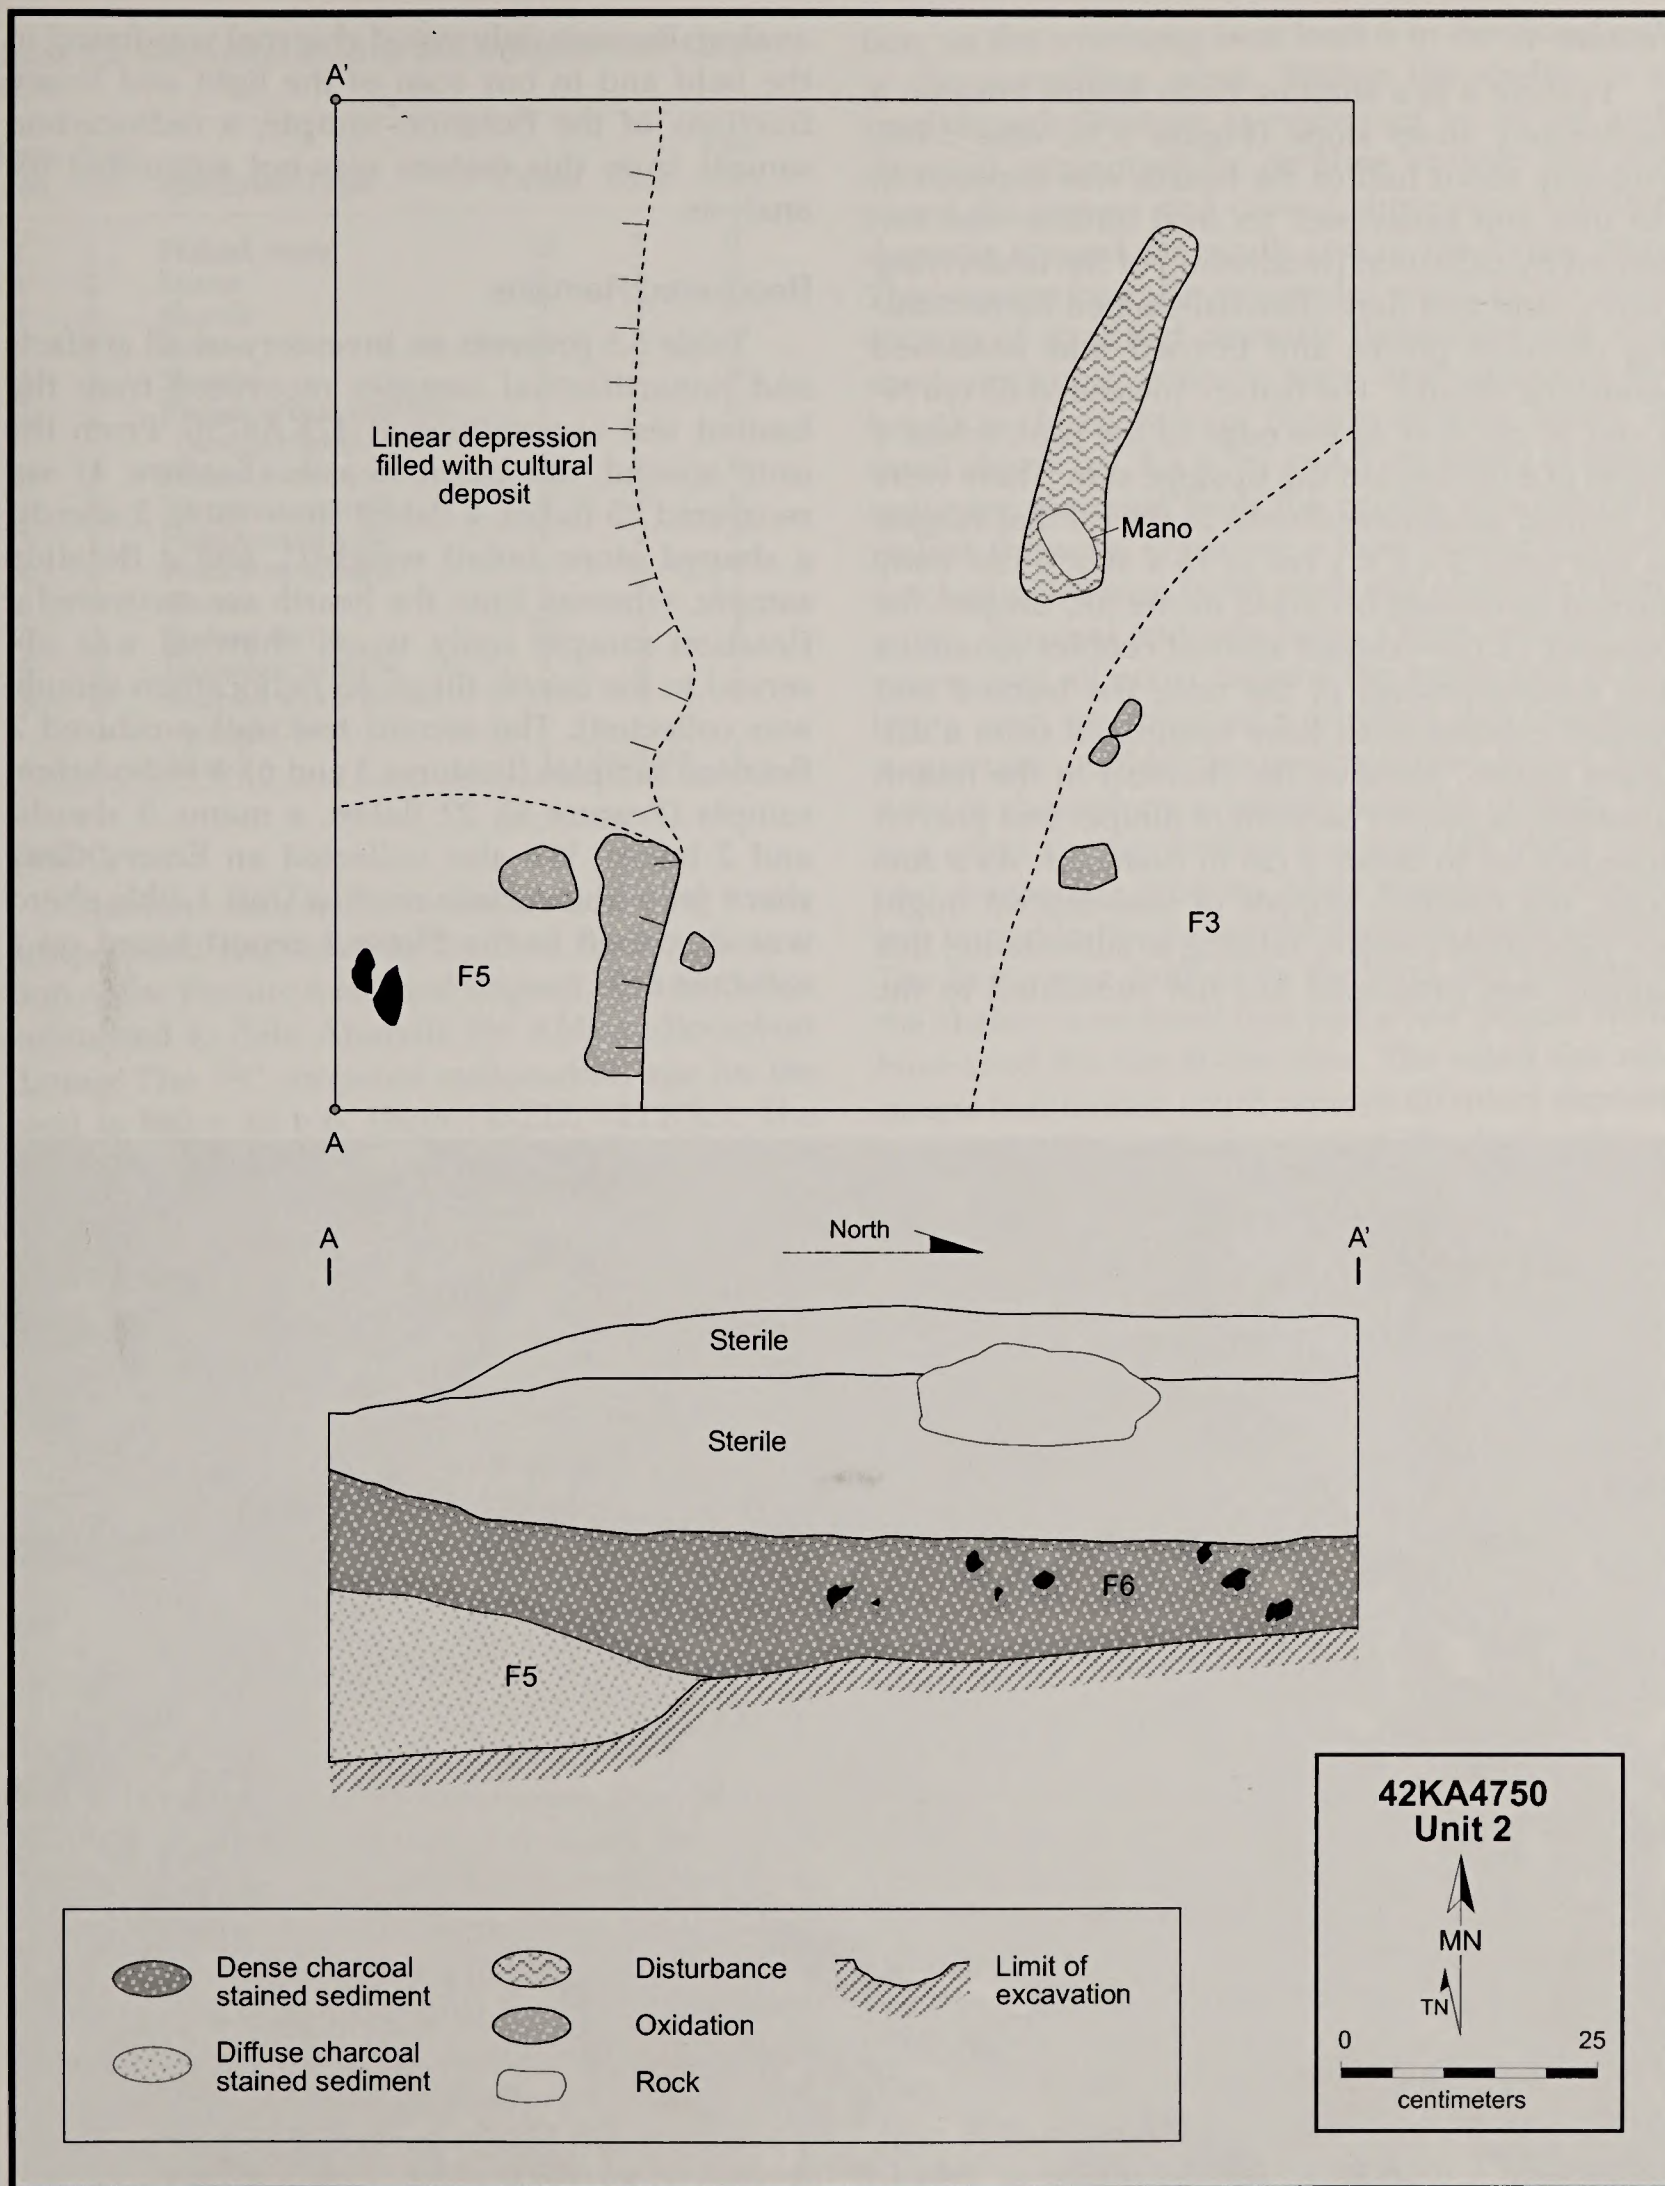 A'
Linear depression
filled with cultural
deposit
Mano
F3
F5
A
North
A
A'
Sterile
Sterile
F6
F5
42KA4750
Unit 2
MN
TN
0 25
centimeters
Dense charcoal
stained sediment
Diffuse charcoal
stained sediment
Disturbance
Oxidation
Rock
Limit of
excavation